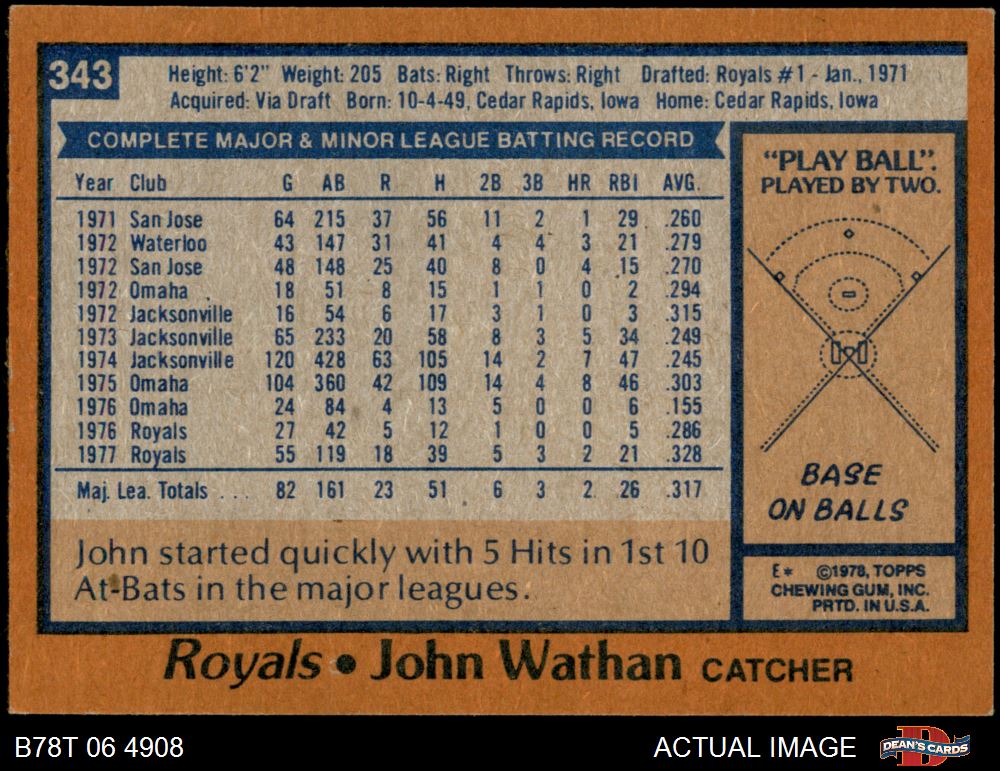 343
Height: 6'2" Weight: 205 Bats: Right Throws: Right Drafted: Royals #1 - Jan., 1971
Acquired: Via Draft Born: 10-4-49, Cedar Rapids, Iowa Home: Cedar Rapids, Iowa
COMPLETE MAJOR & MINOR LEAGUE BATTING RECORD
Year Club G AB R H 2B 3B HR RBI AVG.
1971 San Jose 64 215 37 56 11 2 1 29 .260
1972 Waterloo 43 147 31 41 4 4 3 21 .279
1972 San Jose 48 148 25 40 8 0 4 15 .270
1972 Omaha 18 51 8 15 1 1 0 2 .294
1972 Jacksonville 16 54 6 17 3 1 0 3 .315
1973 Jacksonville 65 233 20 58 8 3 5 34 .249
1974 Jacksonville 120 428 63 105 14 2 7 47 .245
1975 Omaha 104 360 42 109 14 4 8 46 .303
1976 Omaha 24 84 4 13 5 0 0 6 .155
1976 Royals 27 42 5 12 1 0 0 5 .286
1977 Royals 55 119 18 39 5 3 2 21 .328
Maj. Lea. Totals . . . 82 161 23 51 6 3 2 26 .317
John started quickly with 5 Hits in 1st 10
At-Bats in the major leagues.
"PLAY BALL".
PLAYED BY TWO.
BASE
ON BALLS
E* ©1978, TOPPS
CHEWING GUM, INC.
PRTD. IN U.S.A.
Royals • John Wathan CATCHER
B78T 06 4908
ACTUAL IMAGE
DEAN'S CARDS